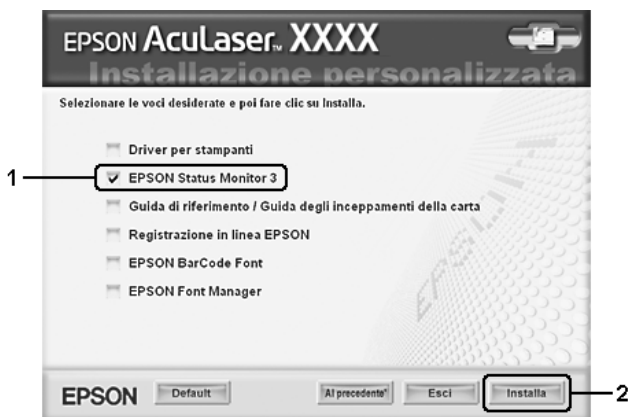 EPSON AcuLaser™ XXXX
Installazione personalizzata
Selezionare le voci desiderate e poi fare clic su Installa.
Driver per stampanti
1
EPSON Status Monitor 3
Guida di riferimento / Guida degli inceppamenti della carta
Registrazione in linea EPSON
EPSON BarCode Font
EPSON Font Manager
EPSON
EPSON Default Al precedente" Esci Installa 2